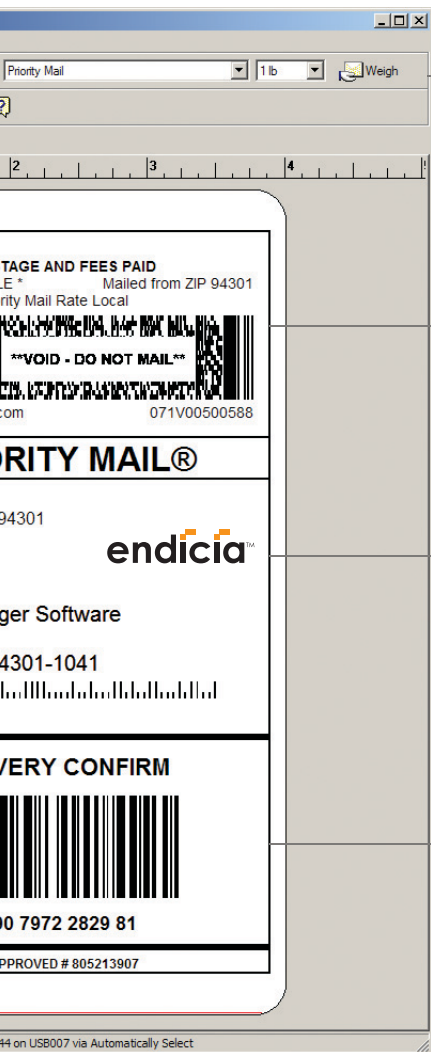 Priority Mail 1 lb Weigh
2 3 4
TAGE AND FEES PAID
LE * Mailed from ZIP 94301
rity Mail Rate Local
**VOID - DO NOT MAIL**
com 071V00500588
ORITY MAIL®
94301
endicia™
ger Software
4301-1041
VERY CONFIRM
00 7972 2829 81
PPROVED # 805213907
44 on USB007 via Automatically Select